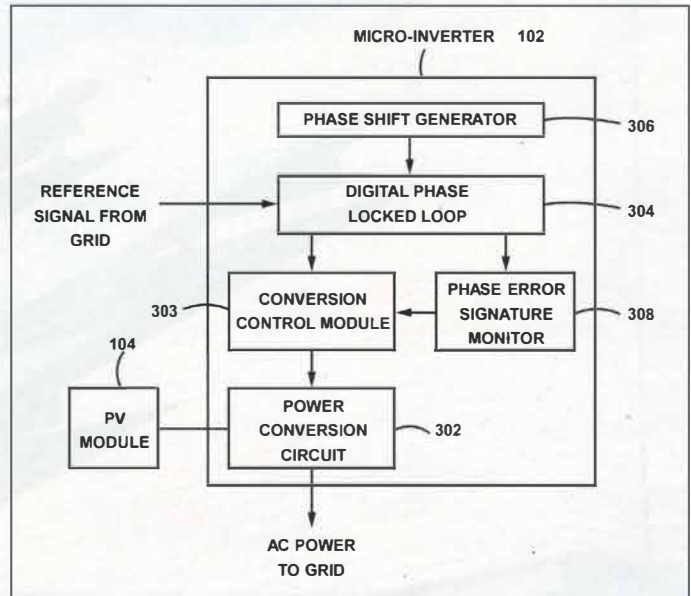 MICRO-INVERTER 102
PHASE SHIFT GENERATOR
306
REFERENCE
SIGNAL FROM
GRID
DIGITAL PHASE
LOCKED LOOP
304
303
CONVERSION
CONTROL MODULE
PHASE ERROR
SIGNATURE
MONITOR
308
104
PV
MODULE
POWER
CONVERSION
CIRCUIT
302
AC POWER
TO GRID